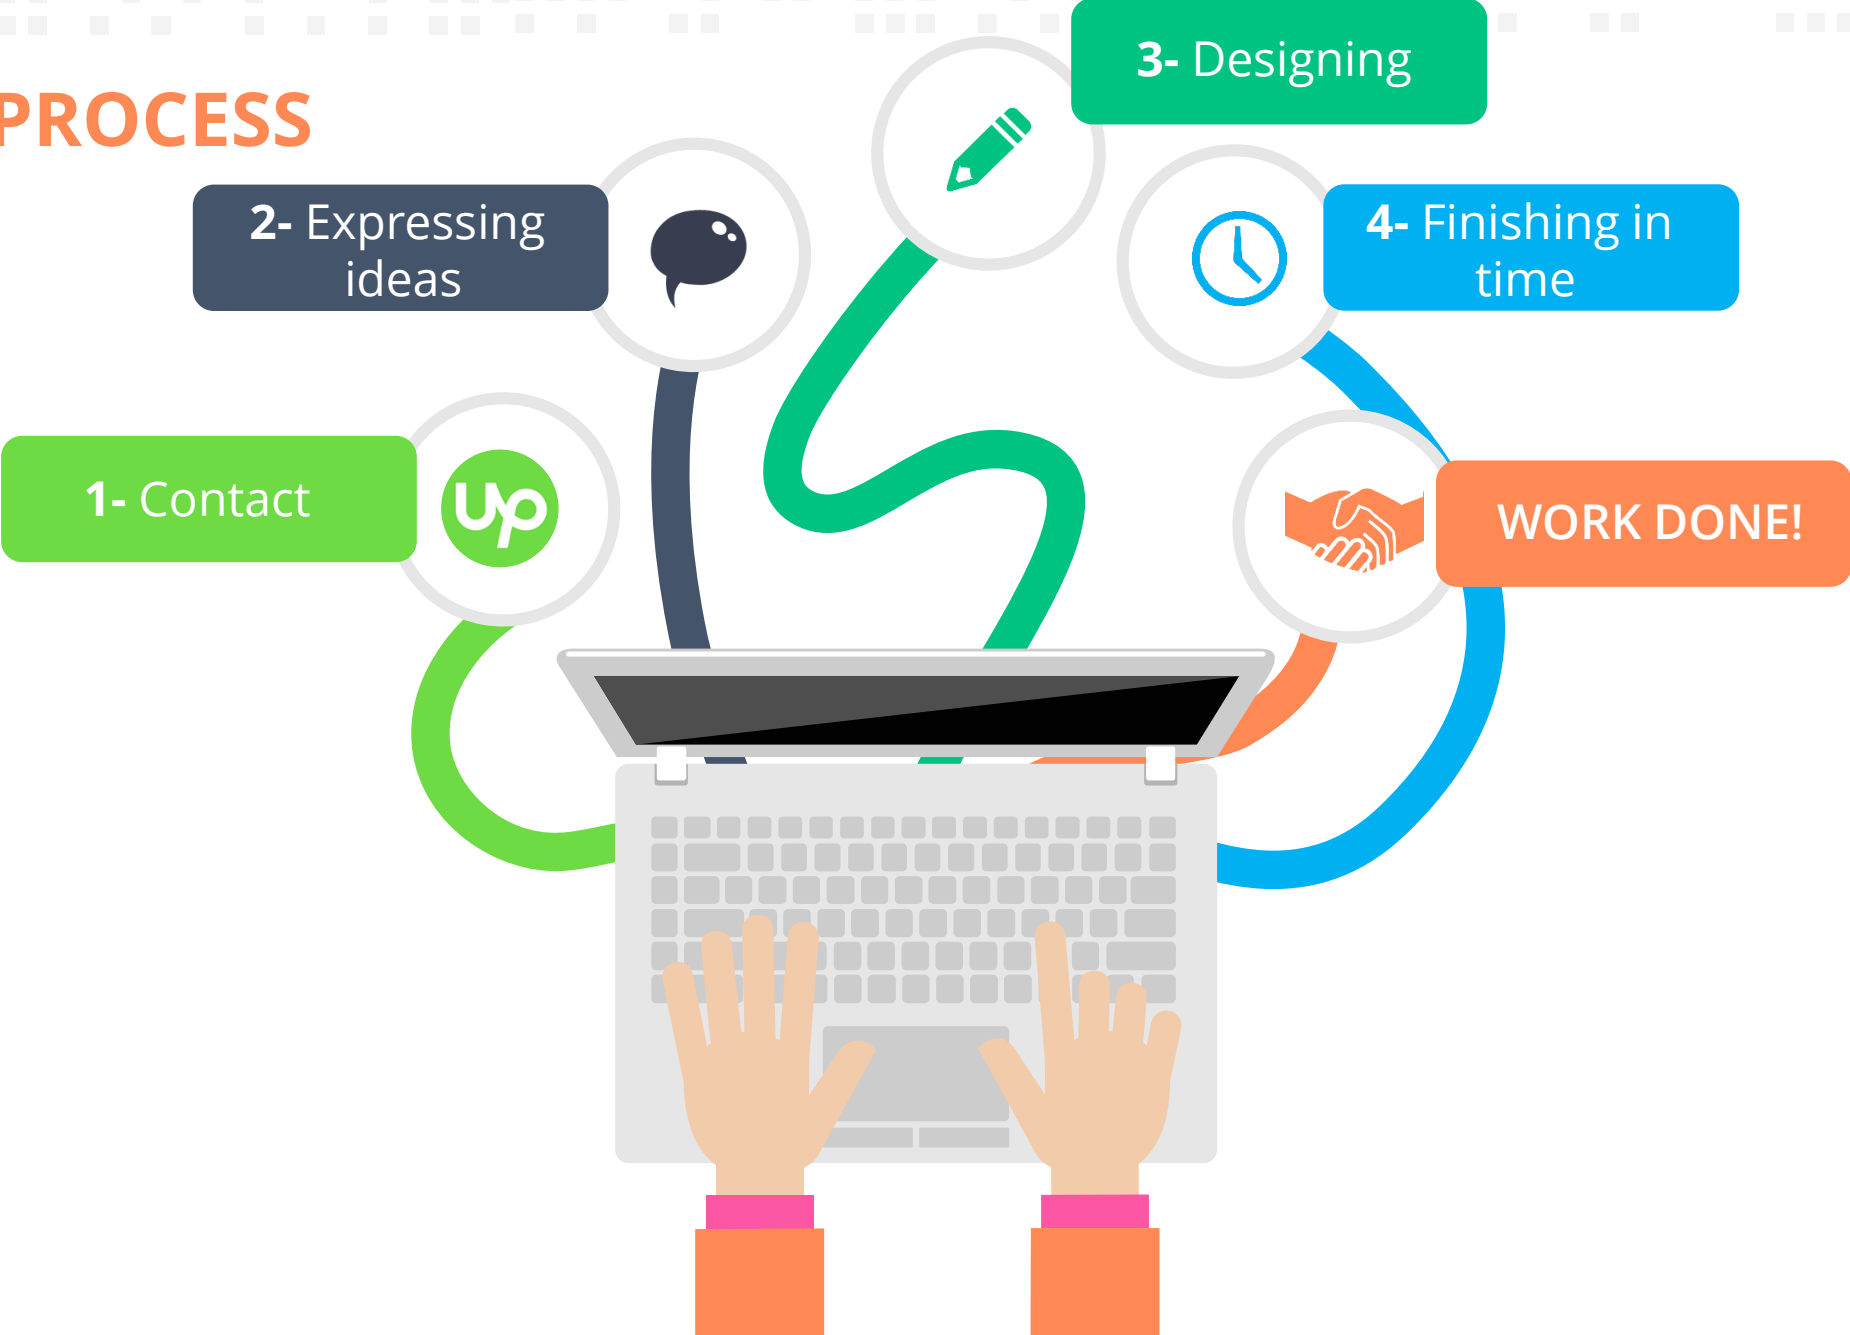 PROCESS
1- Contact
up
2- Expressing
ideas
3- Designing
4- Finishing in
time
WORK DONE!